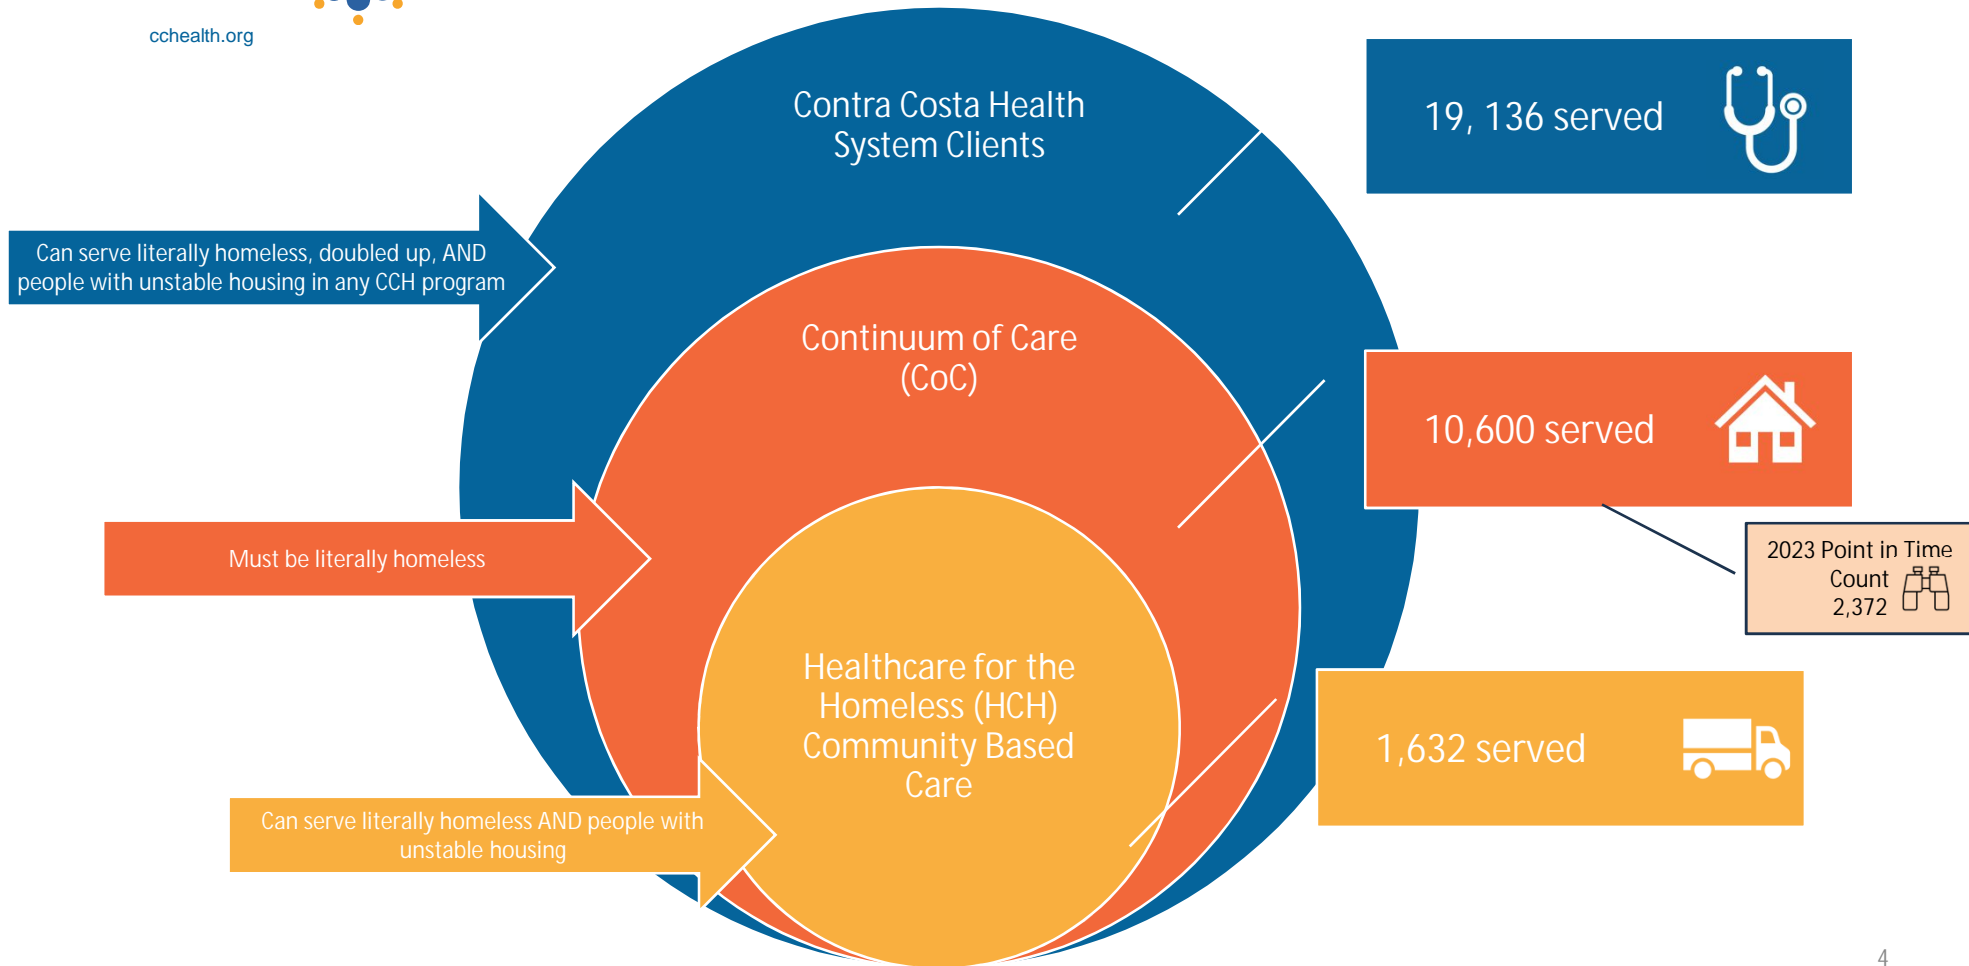 cchealth.org
Contra Costa Health
System Clients
19, 136 served
Can serve literally homeless, doubled up, AND
people with unstable housing in any CCH program
Continuum of Care
(CoC)
10,600 served
Must be literally homeless
2023 Point in Time
Count
2,372
Healthcare for the
Homeless (HCH)
Community Based
Care
1,632 served
Can serve literally homeless AND people with
unstable housing
4